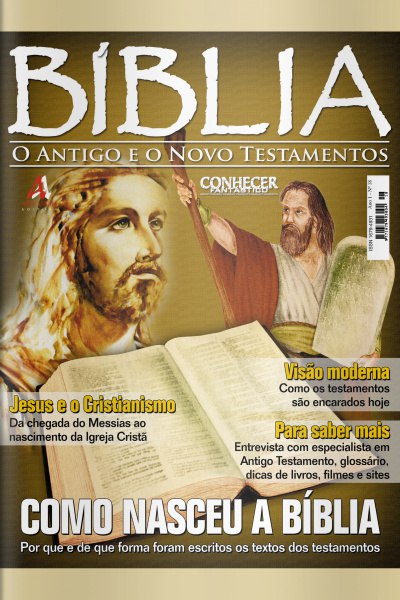 BÍBLIA
O ANTIGO E O NOVO TESTAMENTOS
CONHECER
FANTÁSTICO
Visão moderna
Como os testamentos
são encarados hoje
Jesus e o Cristianismo
Da chegada do Messias ao
nascimento da Igreja Cristã
Para saber mais
Entrevista com especialista em
Antigo Testamento, glossário,
dicas de livros, filmes e sites
COMO NASCEU A BÍBLIA
Por que e de que forma foram escritos os textos dos testamentos